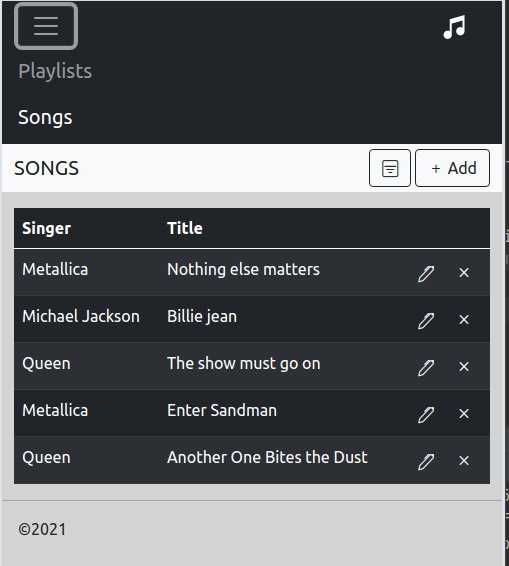 Playlists
Songs
SONGS
+ Add
Singer Title
Metallica Nothing else matters
Michael Jackson Billie jean
Queen The show must go on
Metallica Enter Sandman
Queen Another One Bites the Dust
©2021